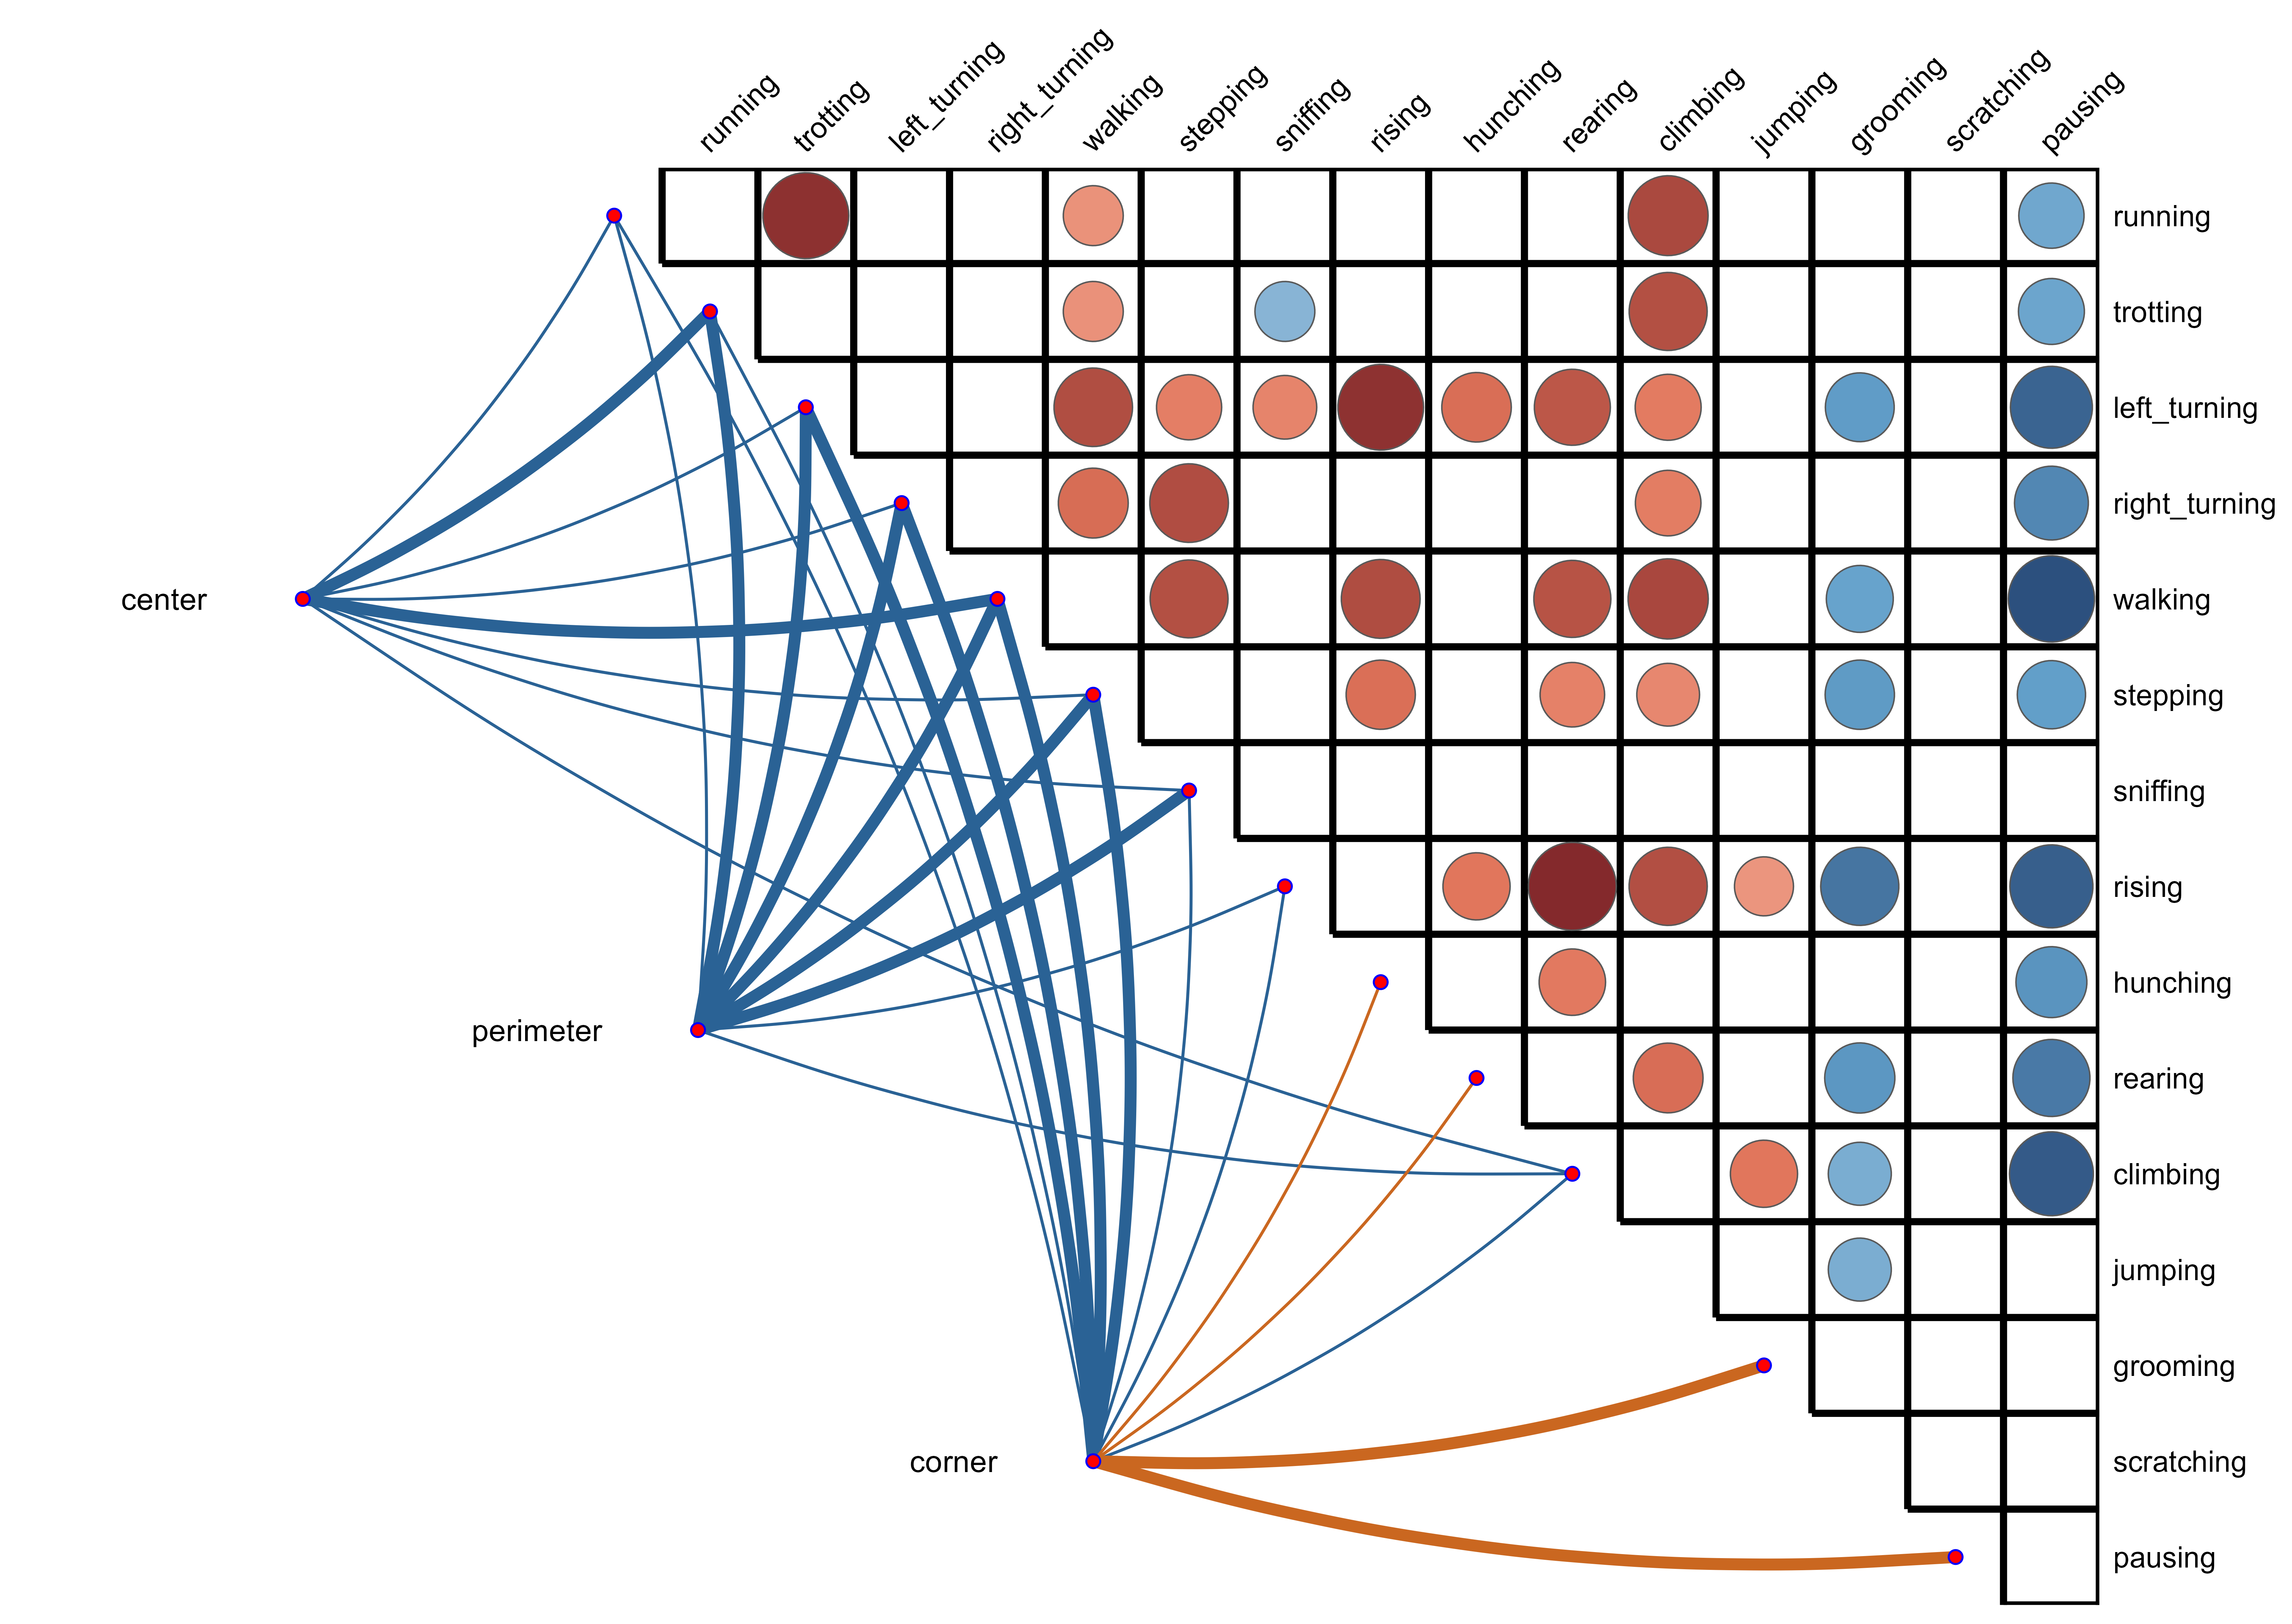 running
trotting
left_turning
right_turning
walking
stepping
sniffing
rising
hunching
rearing
climbing
jumping
grooming
scratching
pausing
running
trotting
left_turning
right_turning
center
walking
stepping
sniffing
rising
hunching
perimeter
rearing
climbing
jumping
grooming
corner
scratching
pausing